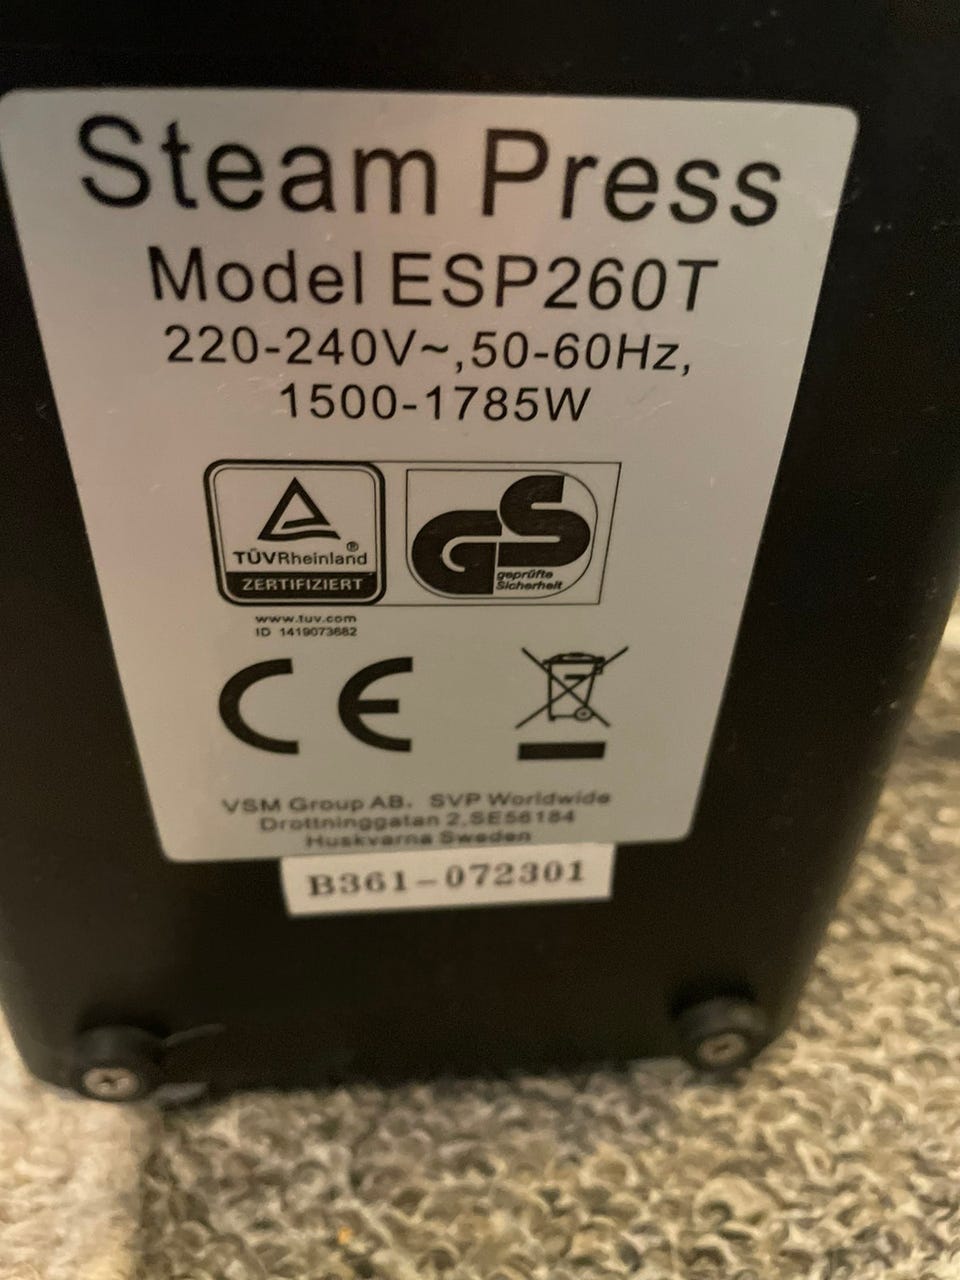 Steam Press
Model ESP260T
220-240V~,50-60Hz,
1500-1785W
TÜVRheinland®
ZERTIFIZIERT
GS
geprüfte
Sicherheit
www.tuv.com
ID 1419073682
CE
VSM Group AB. SVP Worldwide
Drottninggatan 2,SE56184
Huskvarna Sweden
B361-072301